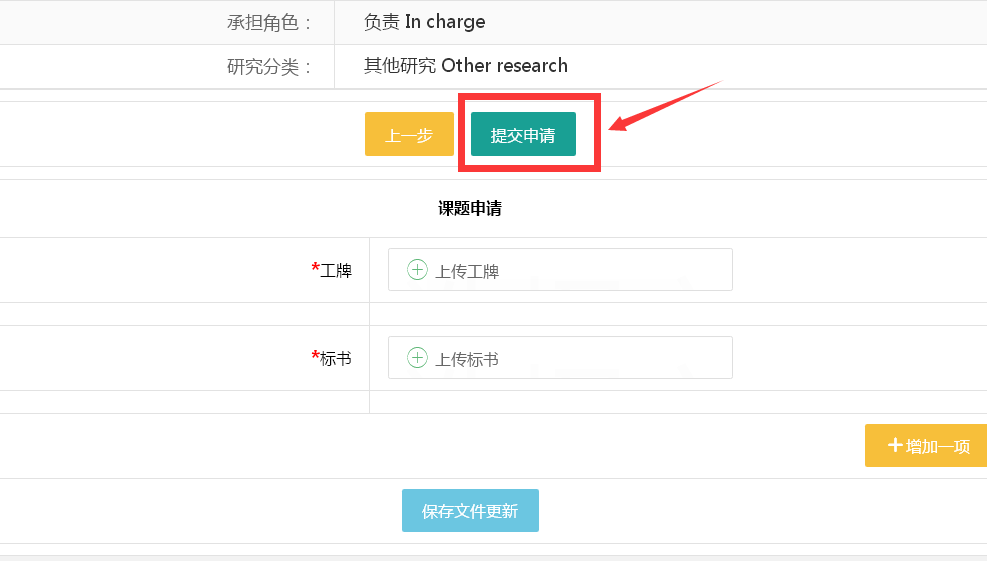 承担角色： 负责 In charge
研究分类： 其他研究 Other research
上一步 提交申请
课题申请
*工牌 上传工牌
*标书 上传标书
+增加一项
保存文件更新